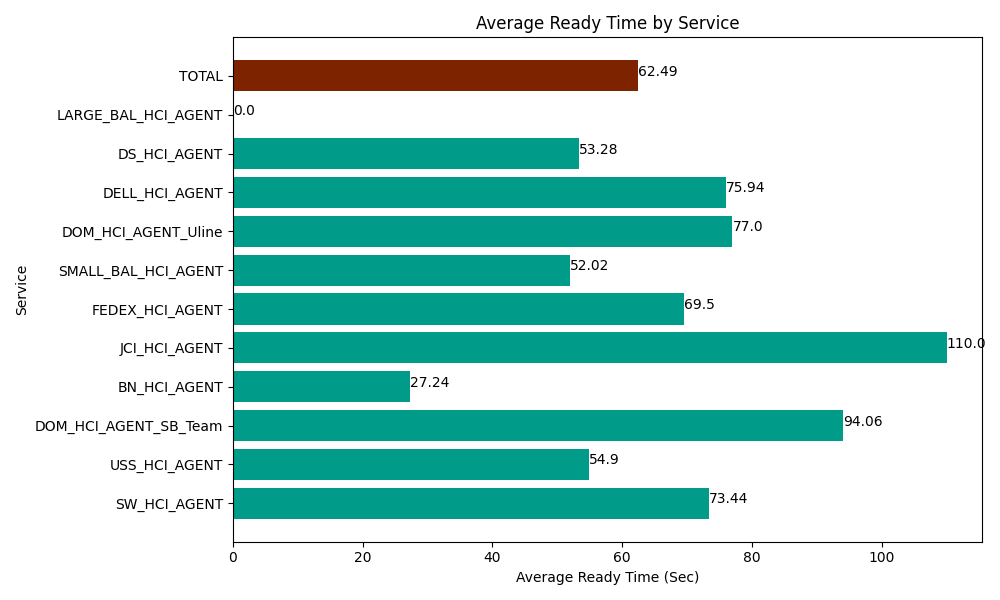 Average Ready Time by Service
TOTAL 62.49
LARGE_BAL_HCI_AGENT 0.0
DS_HCI_AGENT 53.28
DELL_HCI_AGENT 75.94
DOM_HCI_AGENT_Uline 77.0
SMALL_BAL_HCI_AGENT 52.02
FEDEX_HCI_AGENT 69.5
JCI_HCI_AGENT 110.0
BN_HCI_AGENT 27.24
DOM_HCI_AGENT_SB_Team 94.06
USS_HCI_AGENT 54.9
SW_HCI_AGENT 73.44
Service
0 20 40 60 80 100
Average Ready Time (Sec)